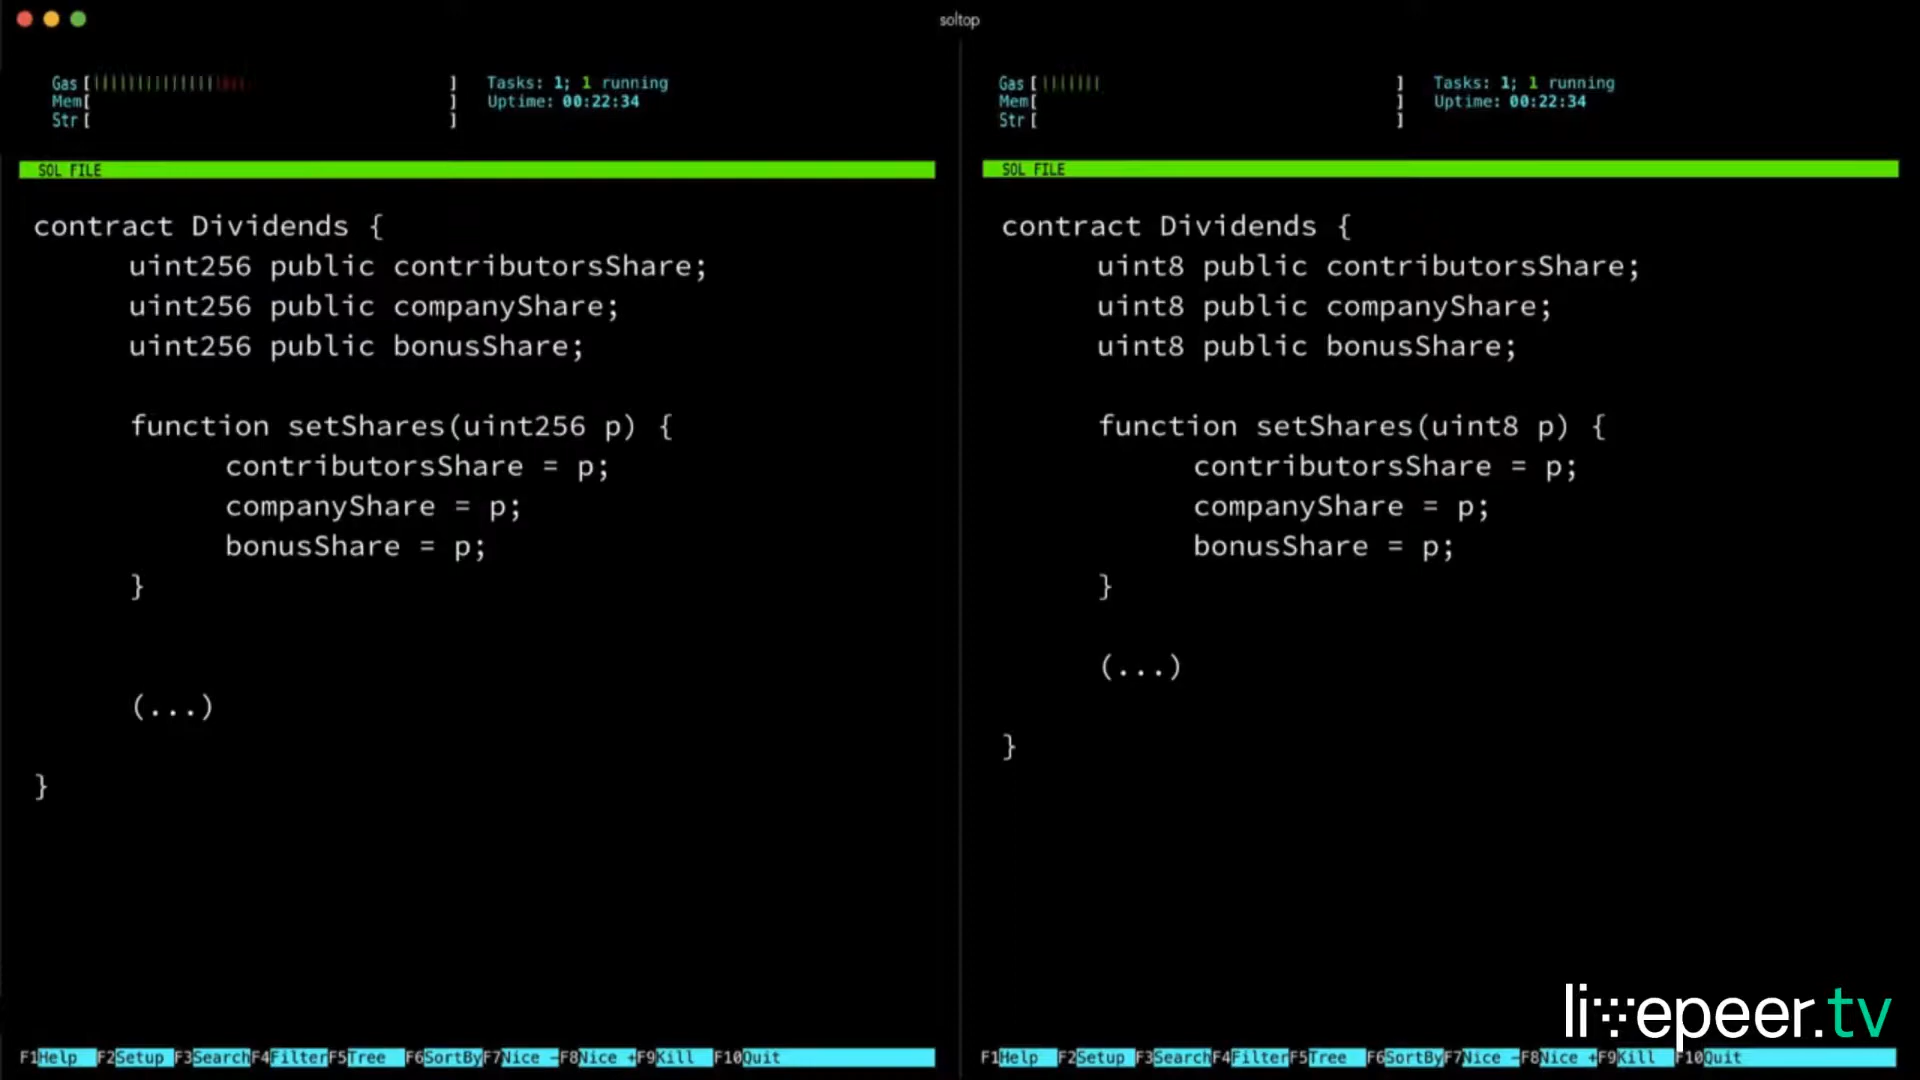 soltop
Gas[||||||||||||||||||| ] Tasks: 1; 1 running
Mem[ ] Uptime: 00:22:34
Str[ ]
SOL FILE
contract Dividends {
uint256 public contributorsShare;
uint256 public companyShare;
uint256 public bonusShare;
function setShares(uint256 p) {
contributorsShare = p;
companyShare = p;
bonusShare = p;
}
(...)
}
F1Help F2Setup F3SearchF4FilterF5Tree F6SortByF7Nice -F8Nice +F9Kill F10Quit
Gas[||||||| ] Tasks: 1; 1 running
Mem[ ] Uptime: 00:22:34
Str[ ]
SOL FILE
contract Dividends {
uint8 public contributorsShare;
uint8 public companyShare;
uint8 public bonusShare;
function setShares(uint8 p) {
contributorsShare = p;
companyShare = p;
bonusShare = p;
}
(...)
}
livepeer.tv
F1Help F2Setup F3SearchF4FilterF5Tree F6SortByF7Nice -F8Nice +F9Kill F10Quit